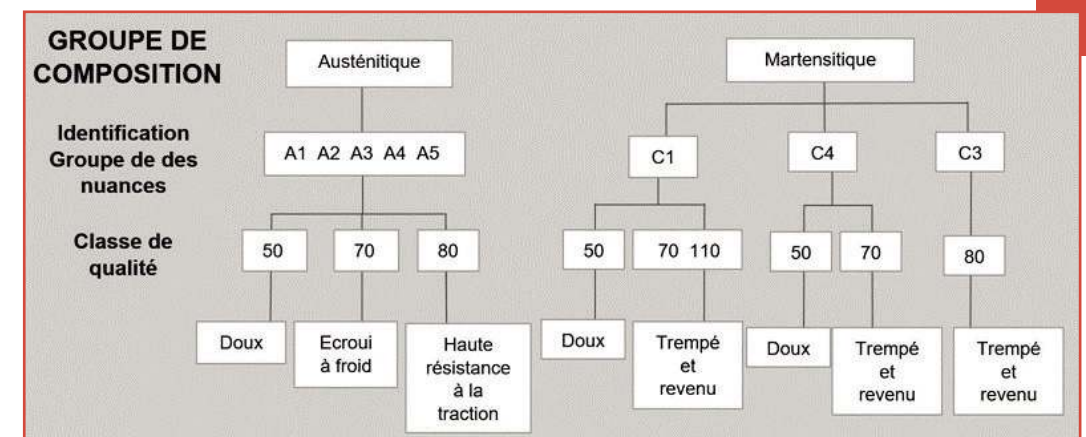 GROUPE DE
COMPOSITION
Austénitique
Martensitique
Identification
Groupe de des
nuances
A1 A2 A3 A4 A5
C1
C4
C3
Classe de
qualité
50
70
80
50
70 110
50
70
80
Doux
Ecroui
à froid
Haute
résistance
à la
traction
Doux
Trempé
et
revenu
Doux
Trempé
et
revenu
Trempé
et
revenu